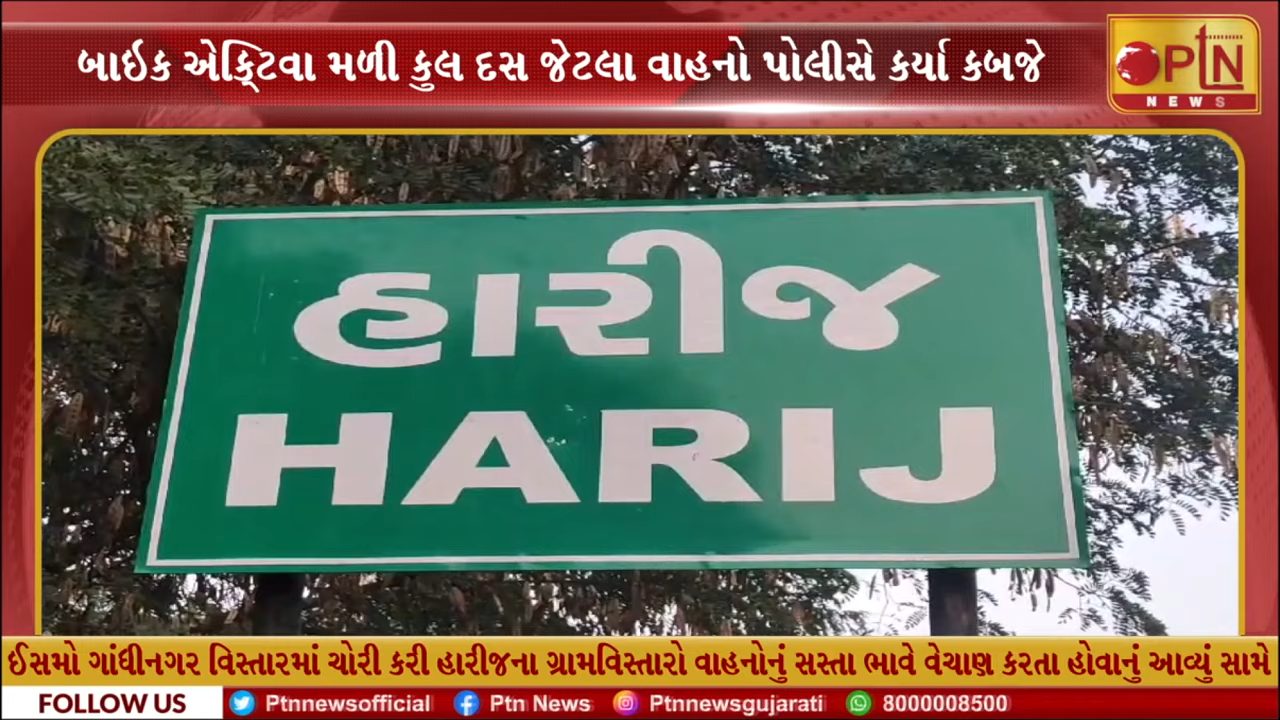 બાઇક એક્ટિવા મળી કુલ દસ જેટલા વાહનો પોલીસે કર્યા કબજે
PTN
NEWS
હારીજ
HARIJ
ઈસમો ગાંધીનગર વિસ્તારમાં ચોરી કરી હારીજના ગ્રામવિસ્તારો વાહનોનું સસ્તા ભાવે વેચાણ કરતા હોવાનું આવ્યું સામે
FOLLOW US Ptnnewsofficial Ptn News Ptnnewsgujarati 8000008500